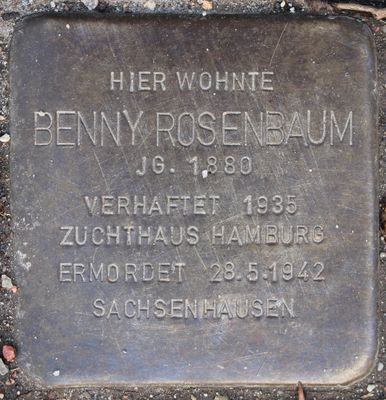 HIER WOHNTE
BENNY ROSENBAUM
JG. 1880
VERHAFTET 1935
ZUCHTHAUS HAMBURG
ERMORDET 28.5.1942
SACHSENHAUSEN